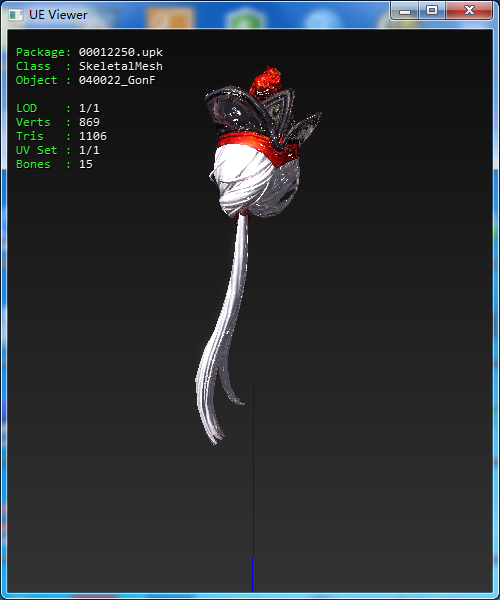 UE Viewer
Package: 00012250.upk
Class  : SkeletalMesh
Object : 040022_GonF
LOD    : 1/1
Verts  : 869
Tris   : 1106
UV Set : 1/1
Bones  : 15